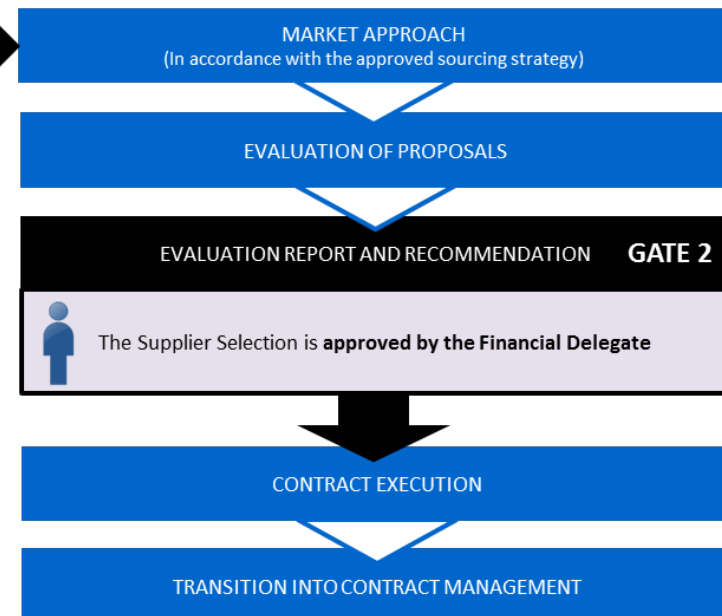 MARKET APPROACH
(In accordance with the approved sourcing strategy)
EVALUATION OF PROPOSALS
EVALUATION REPORT AND RECOMMENDATION GATE 2
The Supplier Selection is approved by the Financial Delegate
CONTRACT EXECUTION
TRANSITION INTO CONTRACT MANAGEMENT